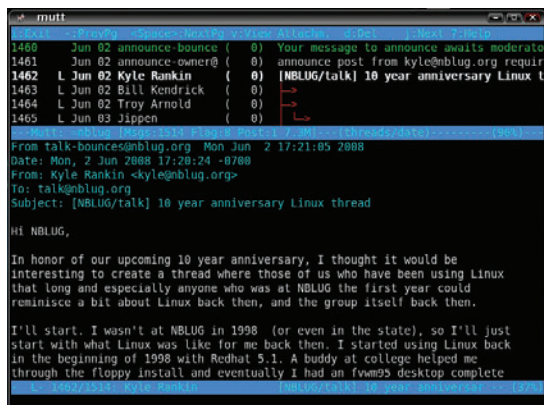 mutt
i:Exit -:PrevPg <Space>:NextPg v:View Attachm. d:Del j:Next ?:Help
1460 Jun 02 announce-bounce ( 0) Your message to announce awaits moderato
1461 Jun 02 announce-owner@ ( 0) announce post from kyle@nblug.org requir
1462 L Jun 02 Kyle Rankin ( 0) [NBLUG/talk] 10 year anniversary Linux t
1463 L Jun 02 Bill Kendrick ( 0) ├─>
1464 L Jun 02 Troy Arnold ( 0) ├─>
1465 L Jun 03 Jippen ( 0) │ └─>
---Mutt: =nblug [Msgs:1514 Flag:8 Post:1 7.3M]---(threads/date)---(96%)---
From talk-bounces@nblug.org Mon Jun 2 17:21:05 2008
Date: Mon, 2 Jun 2008 17:20:24 -0700
From: Kyle Rankin <kyle@nblug.org>
To: talk@nblug.org
Subject: [NBLUG/talk] 10 year anniversary Linux thread
Hi NBLUG,
In honor of our upcoming 10 year anniversary, I thought it would be
interesting to create a thread where those of us who have been using Linux
that long and especially anyone who was at NBLUG the first year could
reminisce a bit about Linux back then, and the group itself back then.
I'll start. I wasn't at NBLUG in 1998 (or even in the state), so I'll just
start with what Linux was like for me back then. I started using Linux back
in the beginning of 1998 with Redhat 5.1. A buddy at college helped me
through the floppy install and eventually I had an fvwm95 desktop complete
- L- 1462/1514: Kyle Rankin [NBLUG/talk] 10 year anniversar -- (37%)